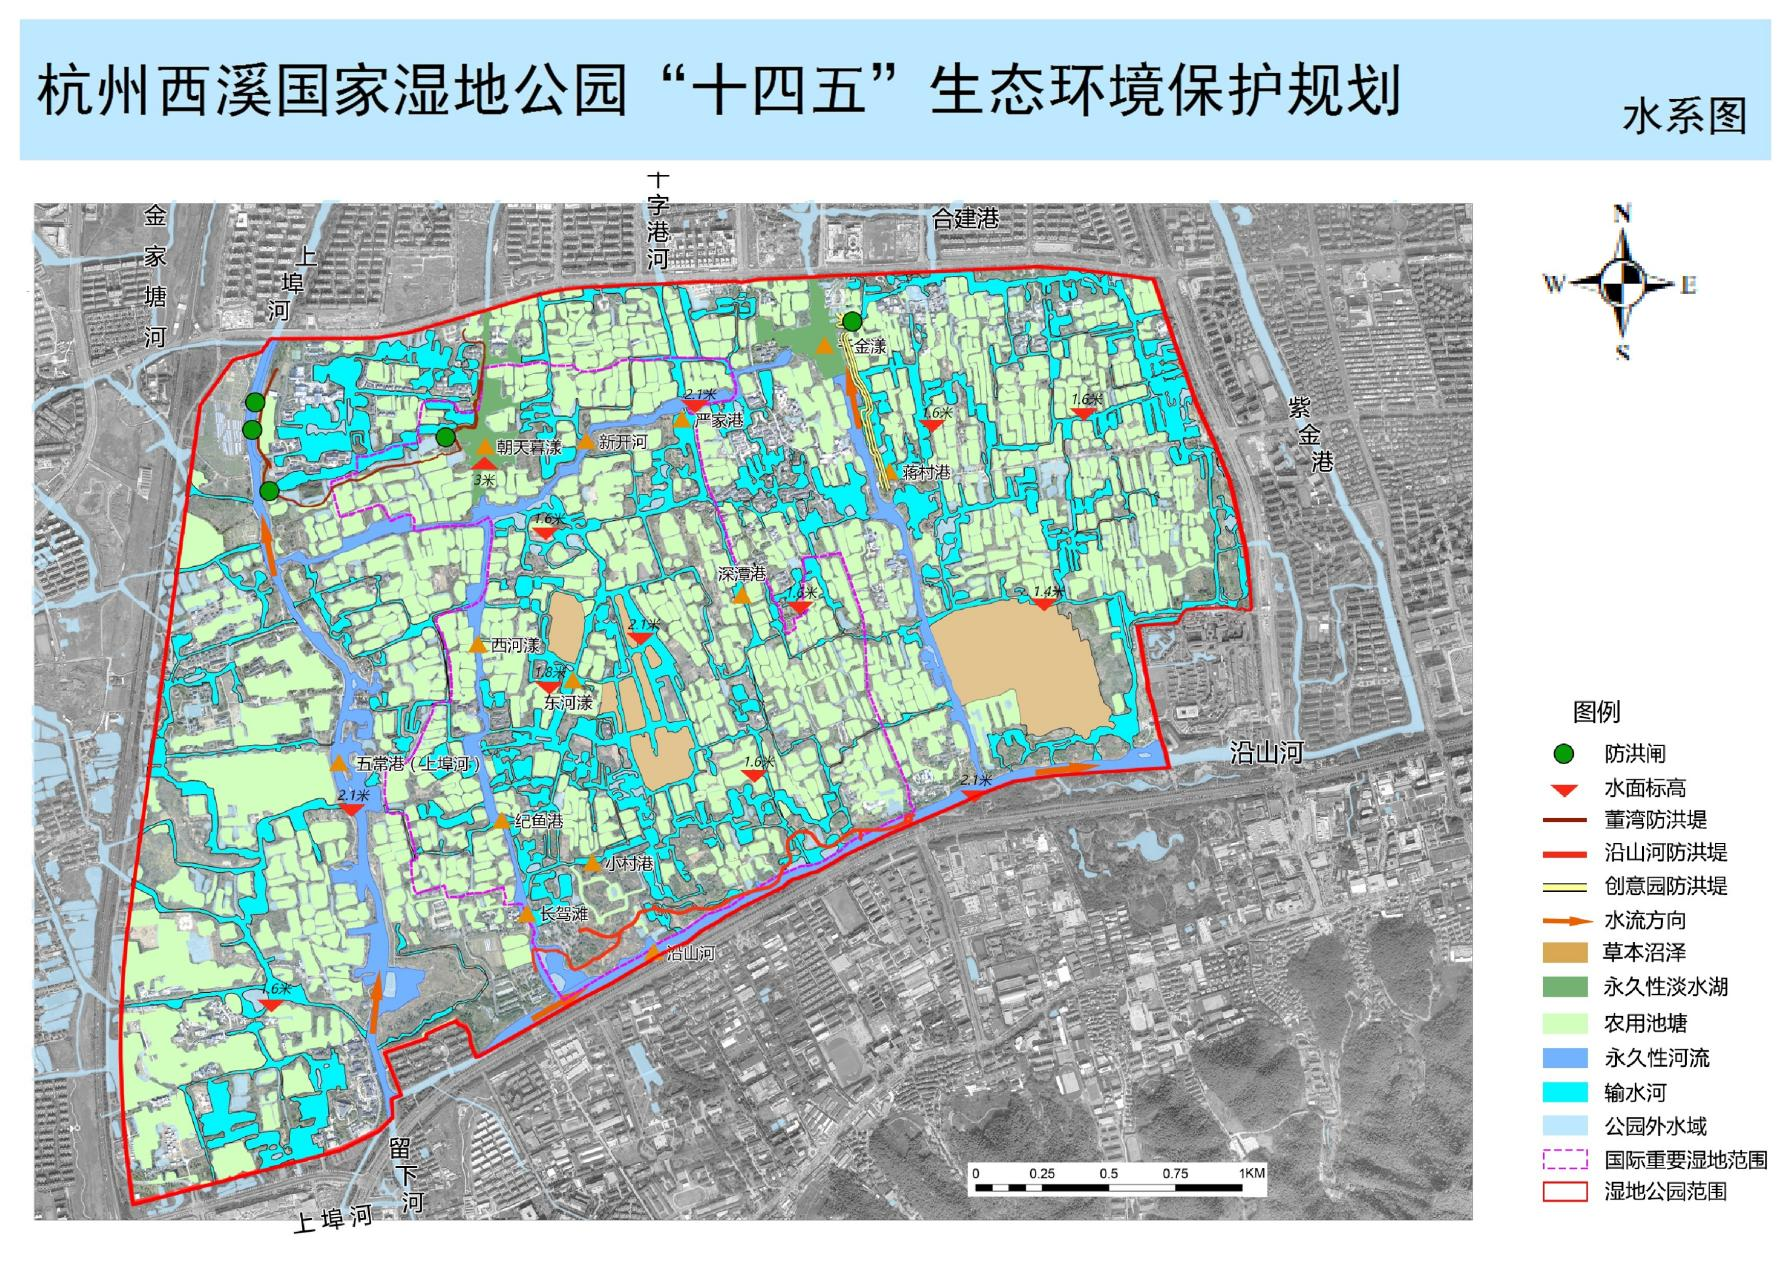 杭州西溪国家湿地公园“十四五”生态环境保护规划
水系图
十字港河
合建港
金家塘河
上埠河
N
W
E
S
金漾
2.1米
严家港
1.6米
1.6米
紫金港
朝天暮漾
新开河
3米
蒋村港
1.6米
深潭港
1.6米
1.4米
2.1米
西河漾
1.8米
东河漾
图例
防洪闸
水面标高
董湾防洪堤
沿山河防洪堤
创意园防洪堤
水流方向
草本沼泽
永久性淡水湖
农用池塘
永久性河流
输水河
公园外水域
国际重要湿地范围
湿地公园范围
沿山河
五常港（上埠河）
1.6米
2.1米
2.1米
纪鱼港
小村港
长驾滩
沿山河
1.6米
留下河
上埠河
0 0.25 0.5 0.75 1KM